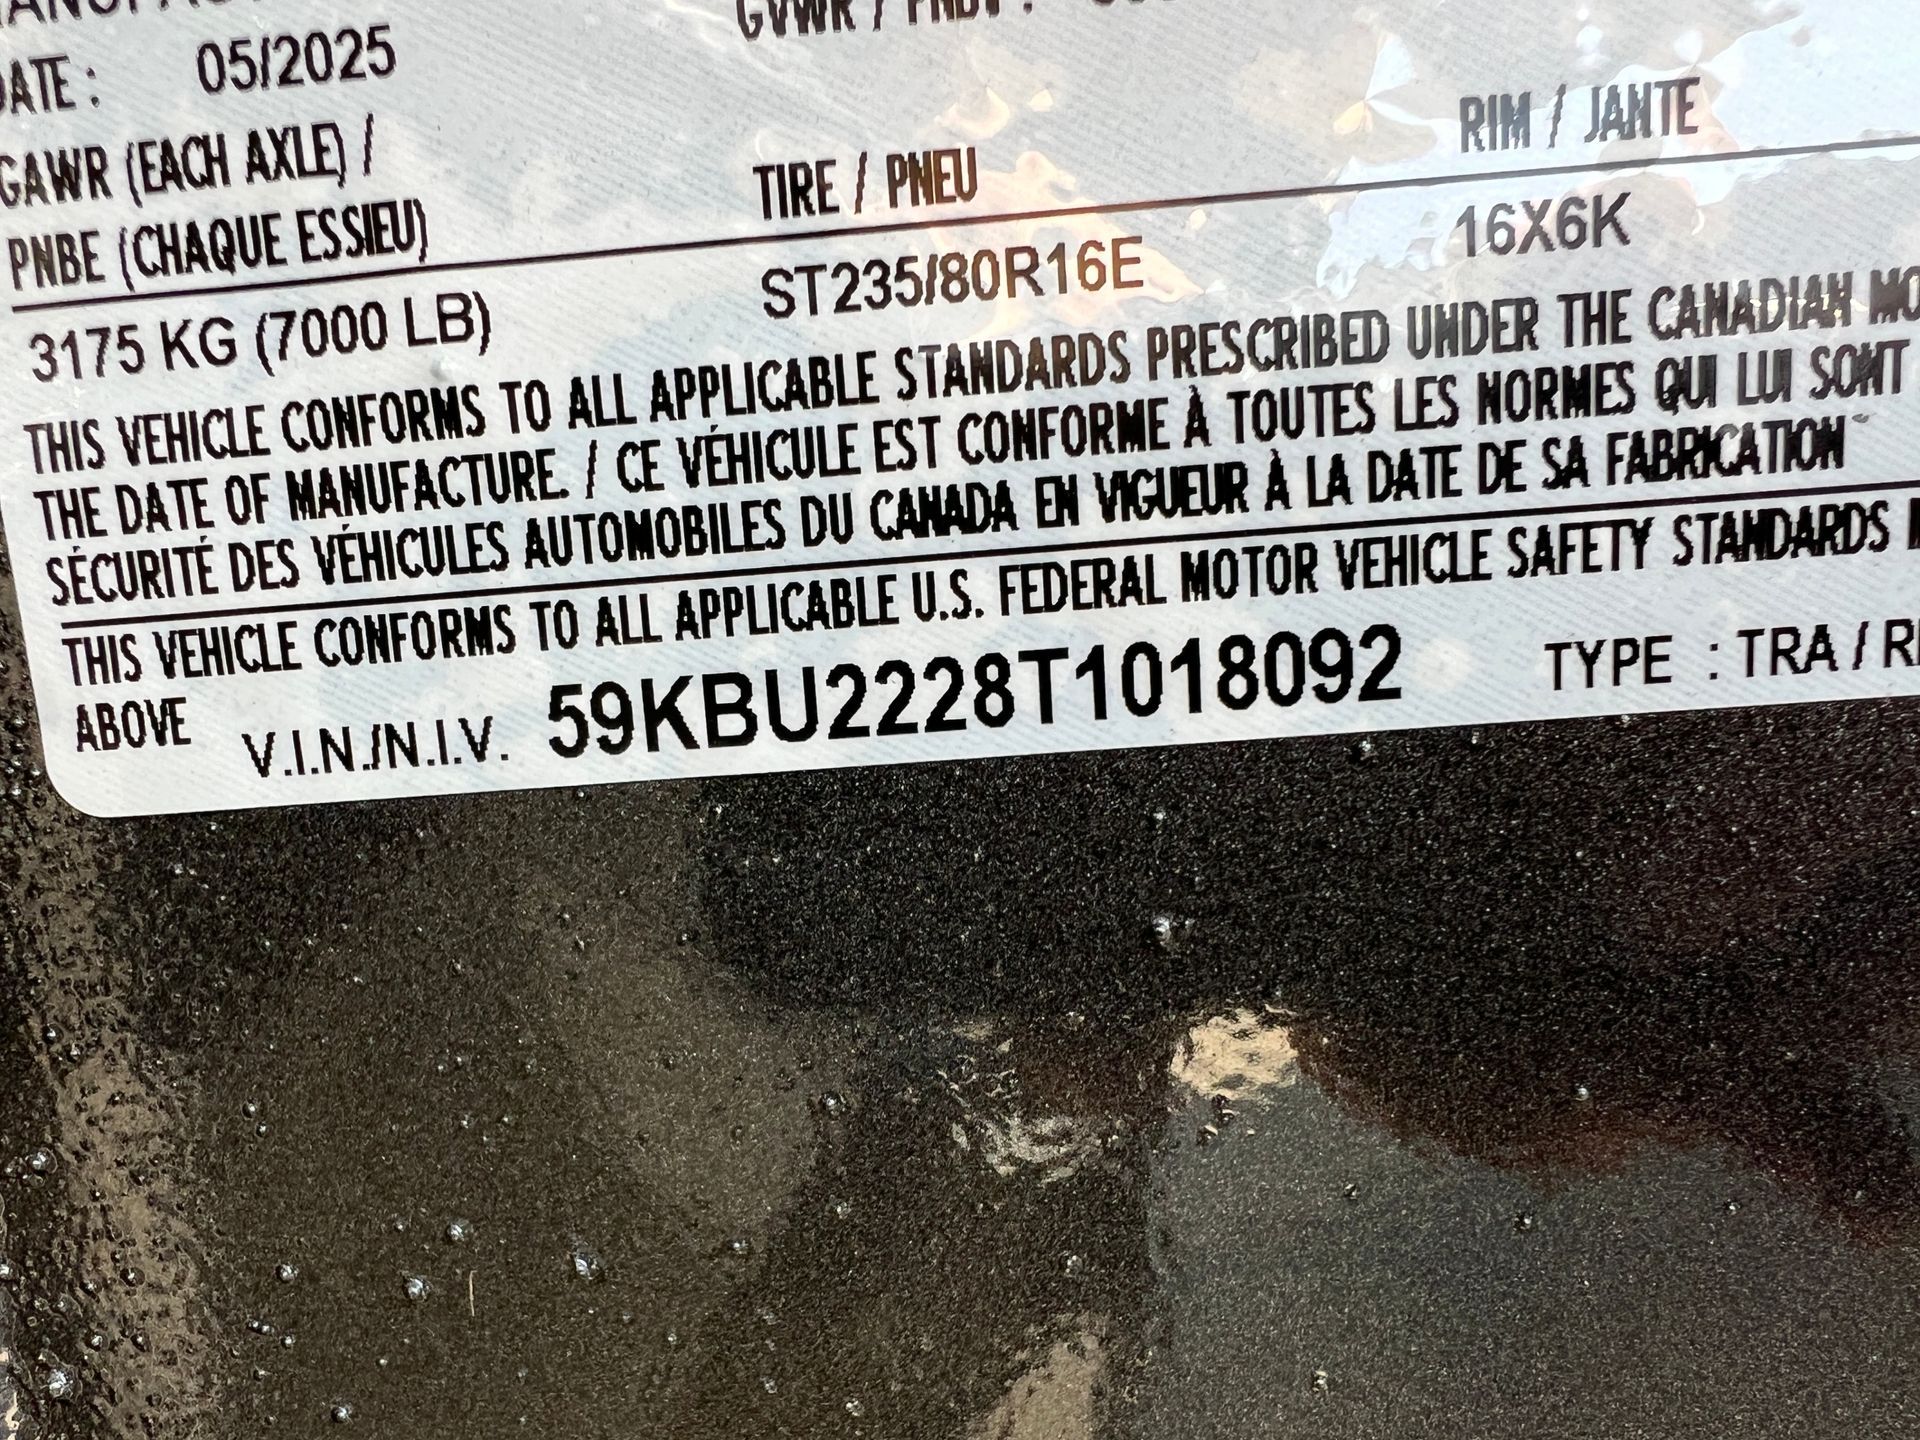 DATE : 05/2025
GVWR / PNBV :
GAWR (EACH AXLE) /
PNBE (CHAQUE ESSIEU)
TIRE / PNEU
RIM / JANTE
3175 KG (7000 LB)
ST235/80R16E
16X6K
THIS VEHICLE CONFORMS TO ALL APPLICABLE STANDARDS PRESCRIBED UNDER THE CANADIAN MO
THE DATE OF MANUFACTURE. / CE VÉHICULE EST CONFORME À TOUTES LES NORMES QUI LUI SONT
SÉCURITÉ DES VÉHICULES AUTOMOBILES DU CANADA EN VIGUEUR À LA DATE DE SA FABRICATION
THIS VEHICLE CONFORMS TO ALL APPLICABLE U.S. FEDERAL MOTOR VEHICLE SAFETY STANDARDS
ABOVE V.I.N./N.I.V. 59KBU2228T1018092 TYPE : TRA / R